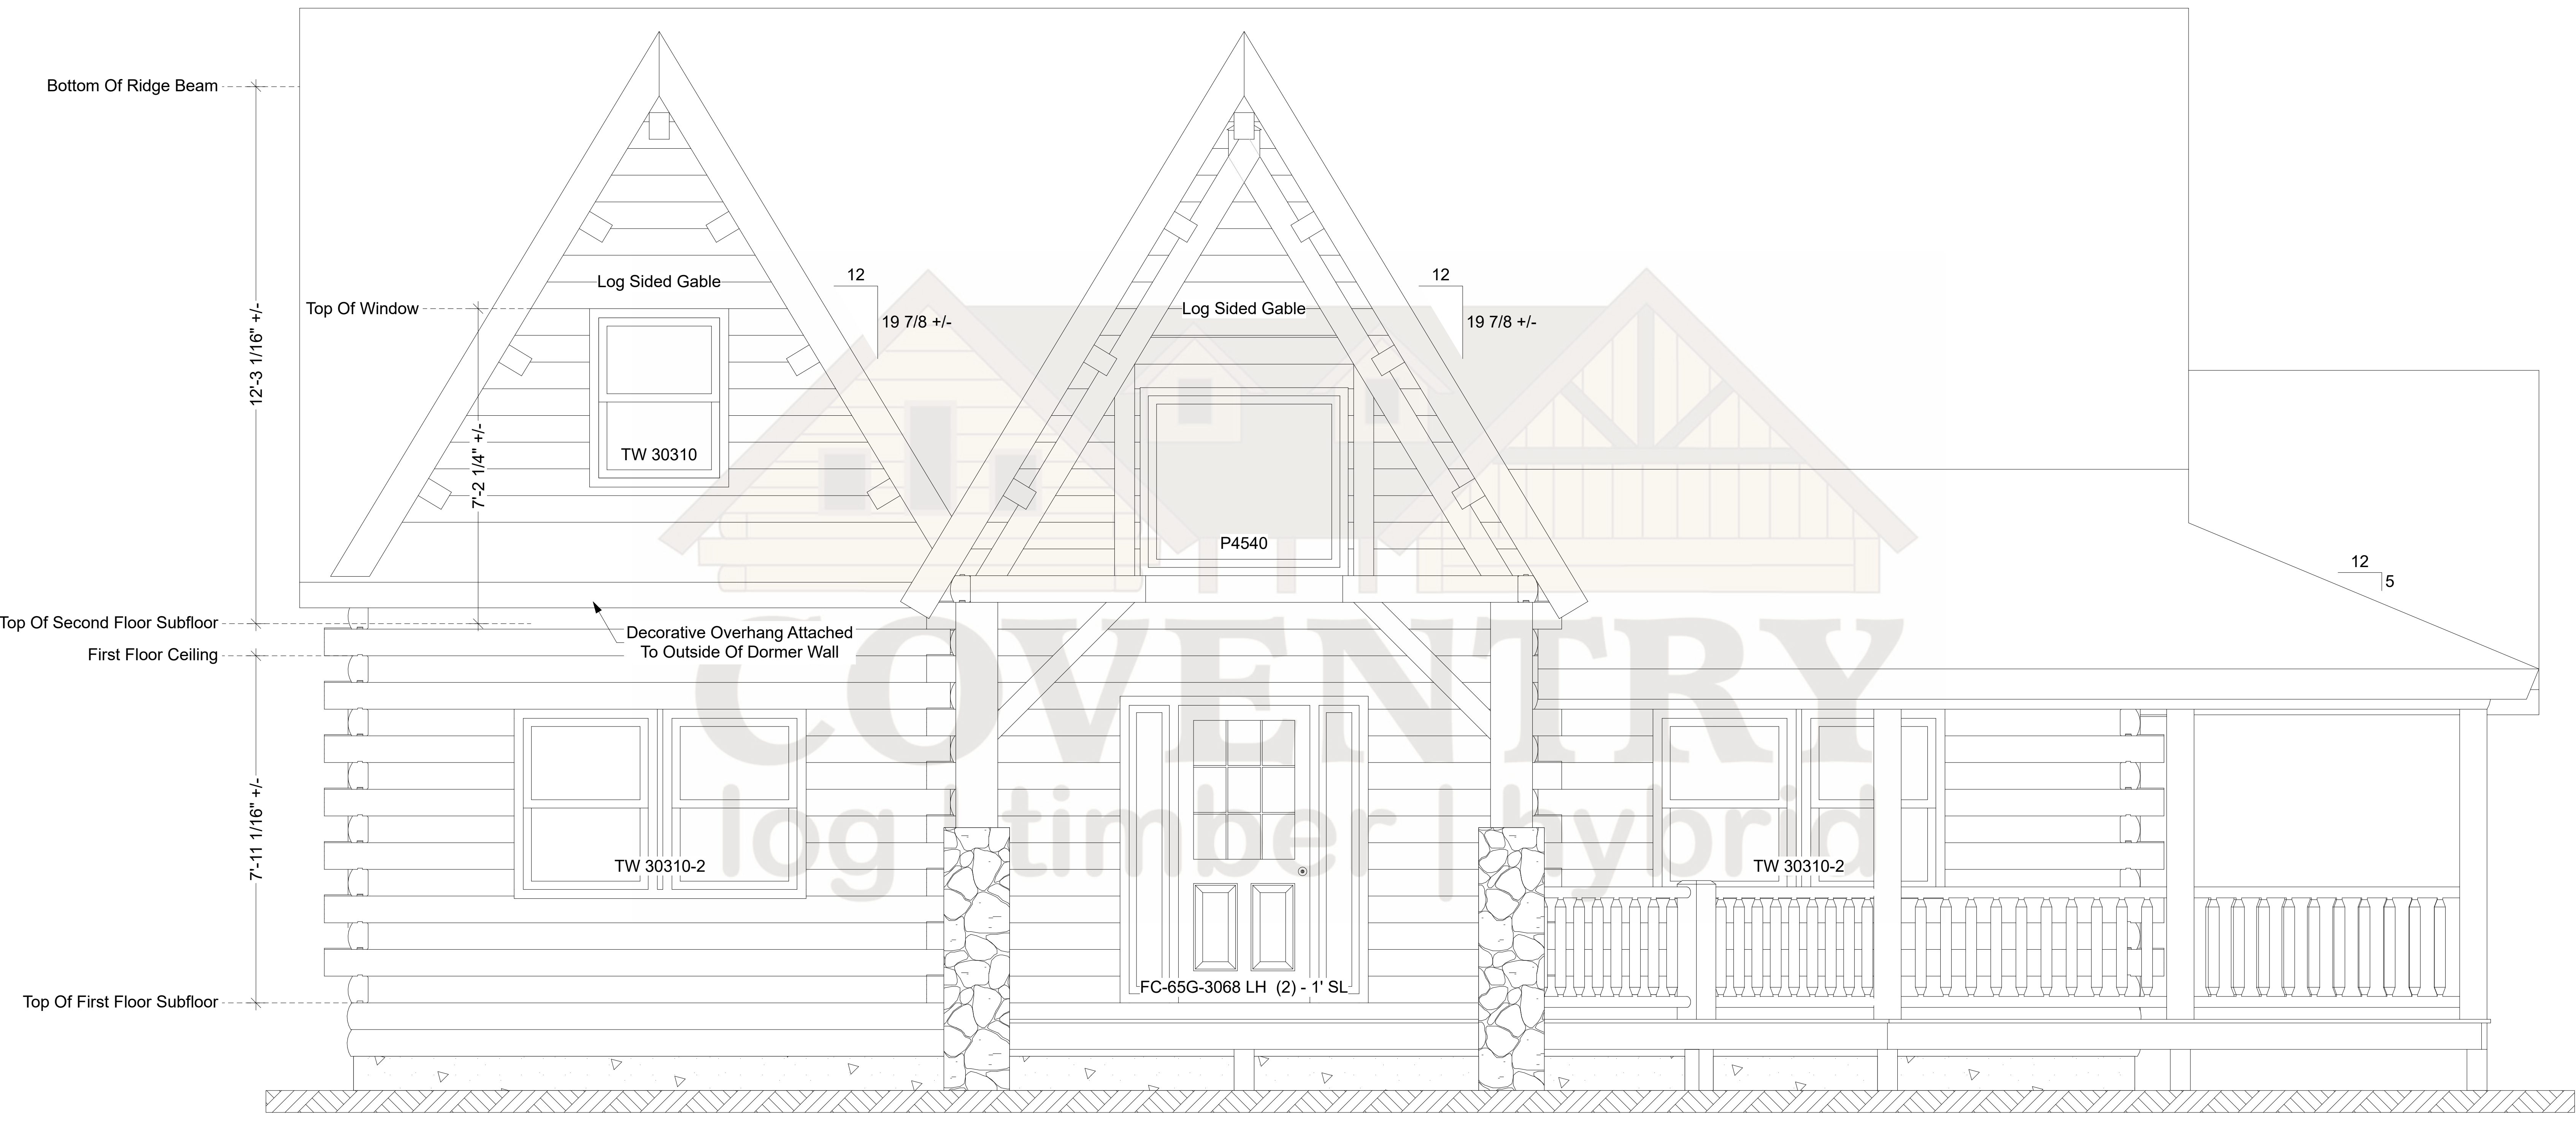 Bottom Of Ridge Beam
12'-3 1/16" +/-
Top Of Window
7'-2 1/4" +/-
Top Of Second Floor Subfloor
First Floor Ceiling
7'-11 1/16" +/-
Top Of First Floor Subfloor
Log Sided Gable
TW 30310
12
19 7/8 +/-
Log Sided Gable
12
19 7/8 +/-
P4540
Decorative Overhang Attached
To Outside Of Dormer Wall
12
5
TW 30310-2
FC-65G-3068 LH (2) - 1' SL
TW 30310-2
COVENTRY
log | timber | hybrid